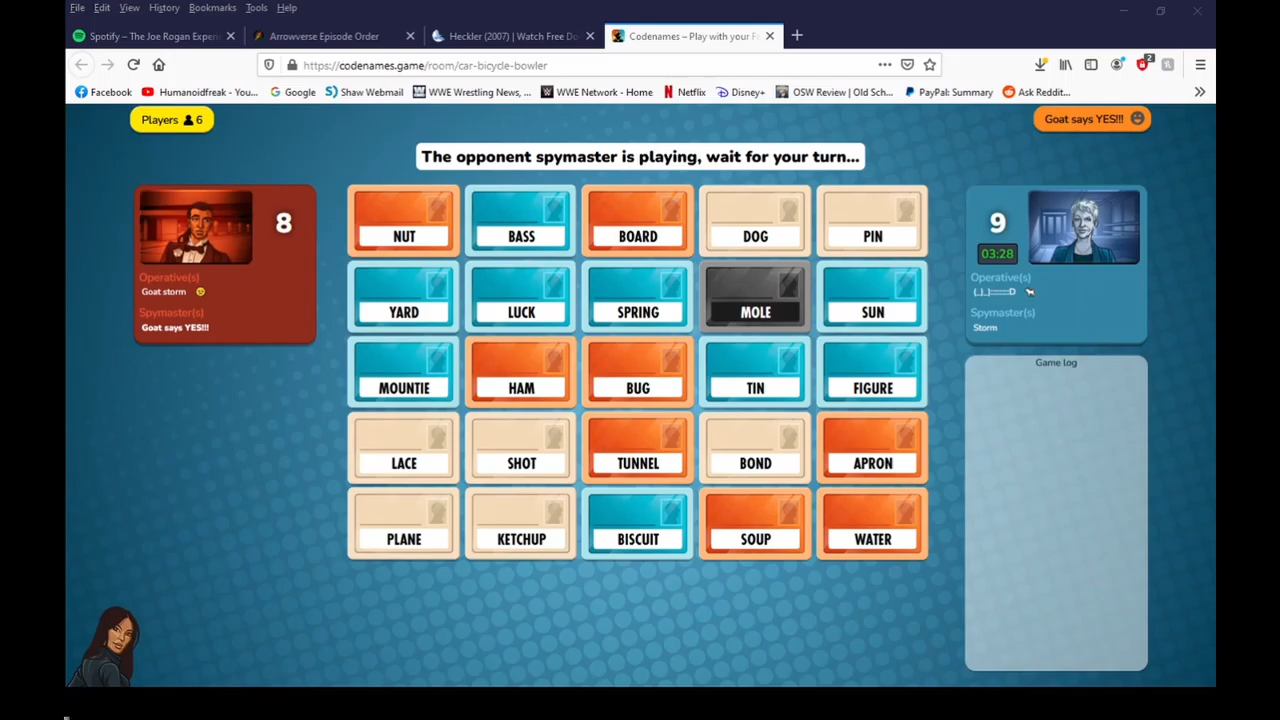 File Edit View History Bookmarks Tools Help
Spotify – The Joe Rogan Experi
Arrowverse Episode Order
Heckler (2007) | Watch Free Do
Codenames – Play with your Fr
https://codenames.game/room/car-bicycle-bowler
2
Facebook
Humanoidfreak - You...
Google
Shaw Webmail
WWE Wrestling News, ...
WWE Network - Home
Netflix
Disney+
OSW Review | Old Sch...
PayPal: Summary
Ask Reddit...
Players 6
Goat says YES!!!
The opponent spymaster is playing, wait for your turn...
8
Operative(s)
Goat storm
Spymaster(s)
Goat says YES!!!
NUT BASS BOARD DOG PIN
YARD LUCK SPRING MOLE SUN
MOUNTIE HAM BUG TIN FIGURE
LACE SHOT TUNNEL BOND APRON
PLANE KETCHUP BISCUIT SOUP WATER
9
03:28
Operative(s)
Spymaster(s)
Storm
Game log